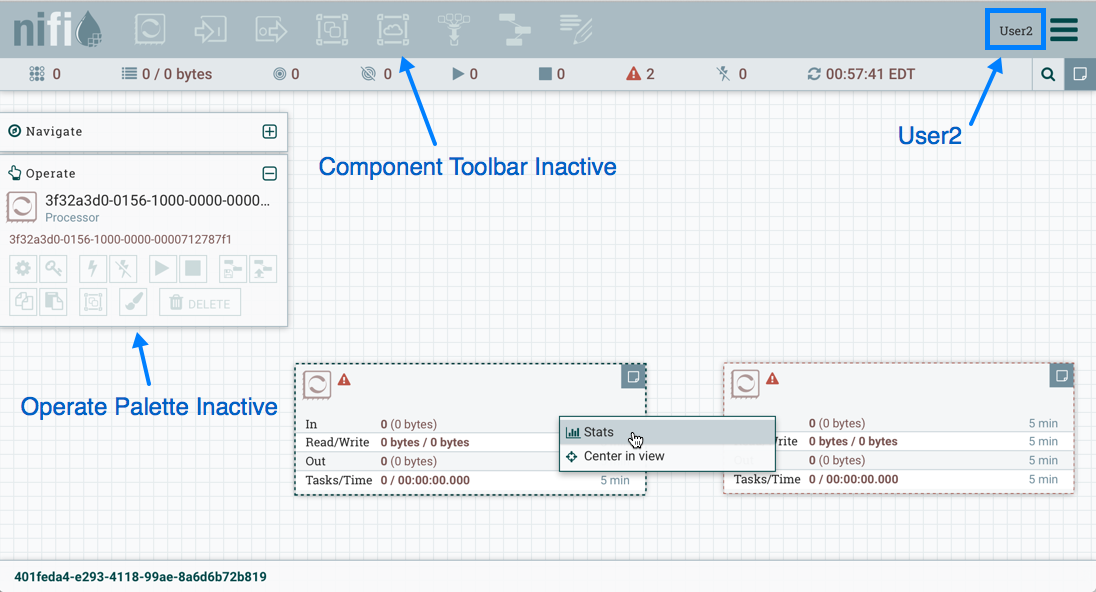 nifi
User2
0
0 / 0 bytes
0
0
0
0
2
0
00:57:41 EDT
User2
Component Toolbar Inactive
Navigate
Operate
3f32a3d0-0156-1000-0000-0000...
Processor
3f32a3d0-0156-1000-0000-0000712787f1
DELETE
Operate Palette Inactive
In 0 (0 bytes)
Read/Write 0 bytes / 0 bytes
Out 0 (0 bytes)
Tasks/Time 0 / 00:00:00.000 5 min
Stats
Center in view
0 (0 bytes) 5 min
rite 0 bytes / 0 bytes 5 min
0 (0 bytes) 5 min
Tasks/Time 0 / 00:00:00.000 5 min
401feda4-e293-4118-99ae-8a6d6b72b819